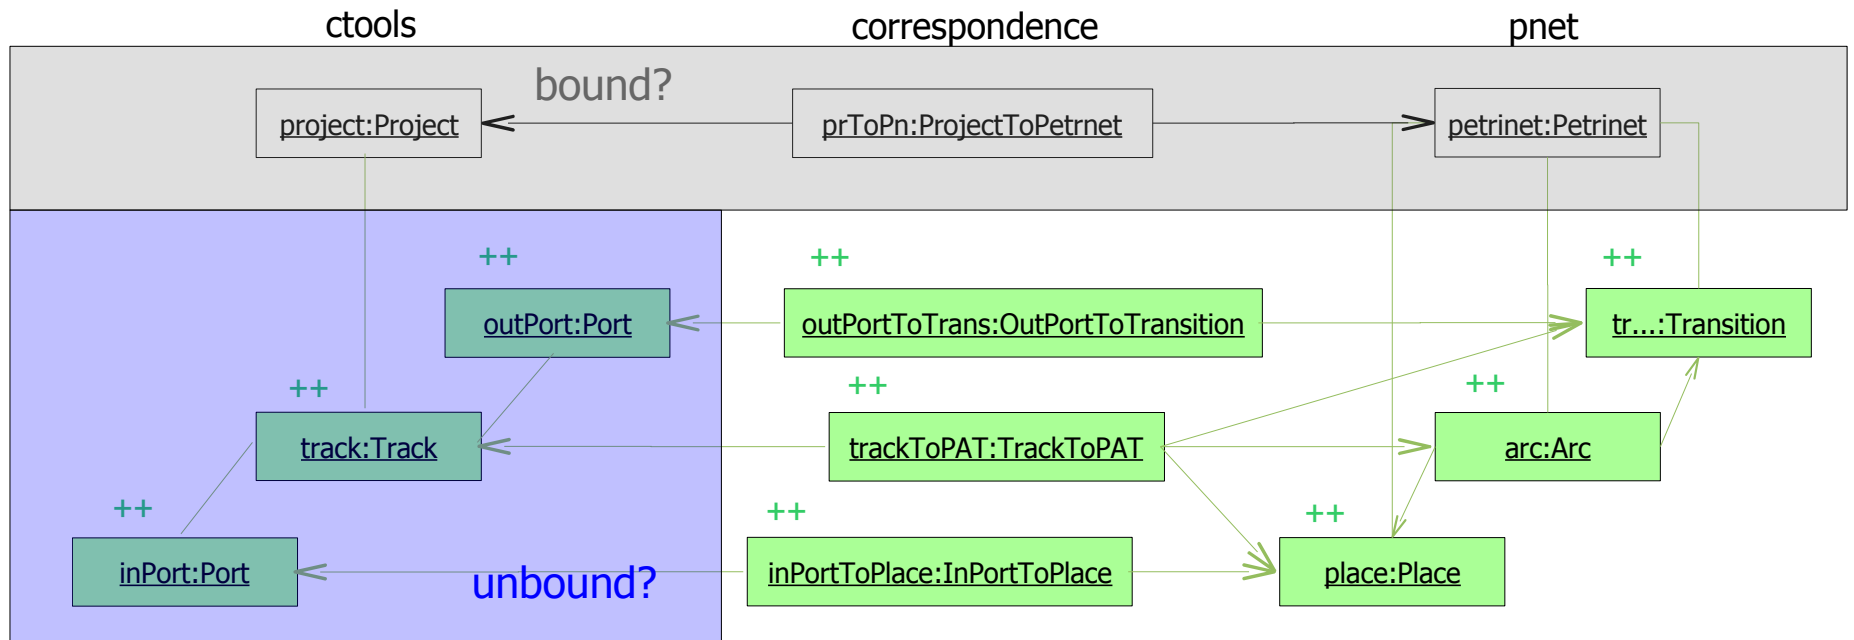 ctools
correspondence
pnet
bound?
project:Project
prToPn:ProjectToPetrnet
petrinet:Petrinet
++
++
++
outPort:Port
outPortToTrans:OutPortToTransition
tr...:Transition
++
++
++
track:Track
trackToPAT:TrackToPAT
arc:Arc
++
++
++
inPort:Port
unbound?
inPortToPlace:InPortToPlace
place:Place